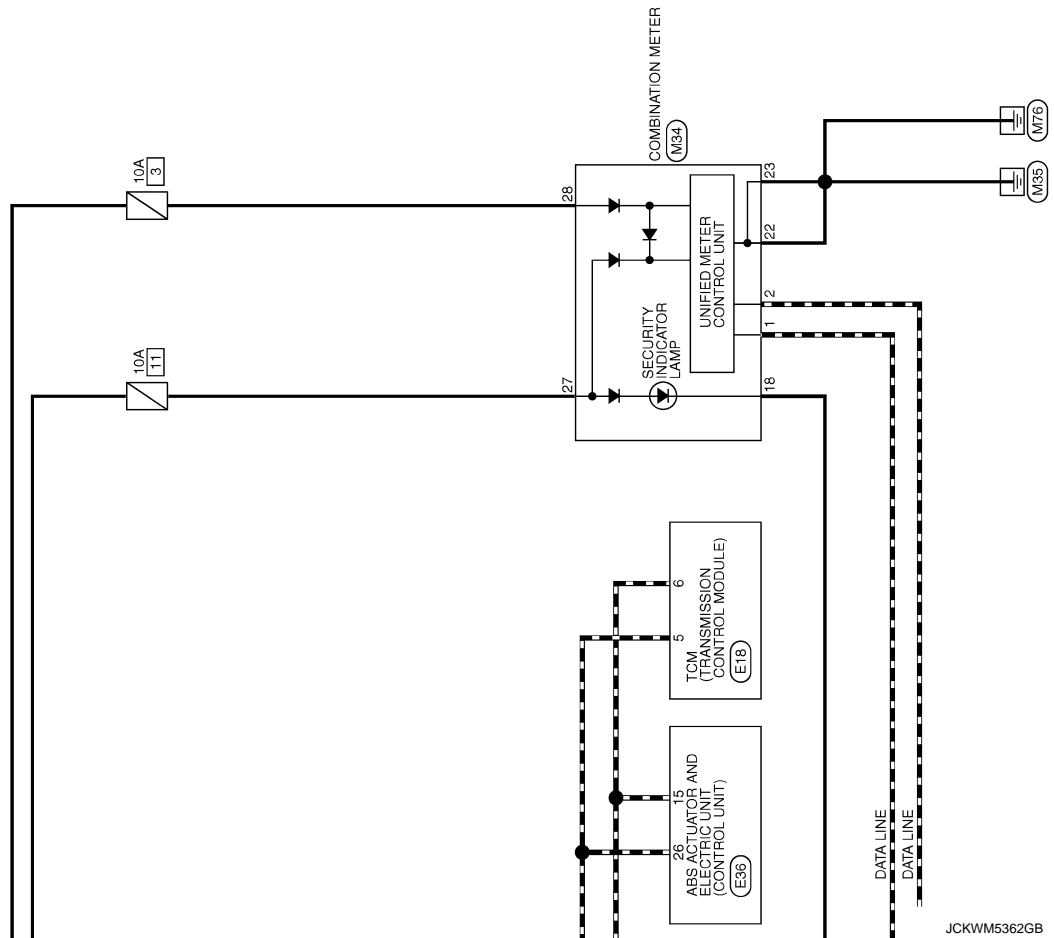 10A
3
10A
11
COMBINATION METER
M34
28
27
SECURITY
INDICATOR
LAMP
UNIFIED METER
CONTROL UNIT
23
22
2
1
18
M76
M35
6
5
TCM
(TRANSMISSION
CONTROL MODULE)
E18
15
26
ABS ACTUATOR AND
ELECTRIC UNIT
(CONTROL UNIT)
E36
DATA LINE
DATA LINE
JCKWM5362GB